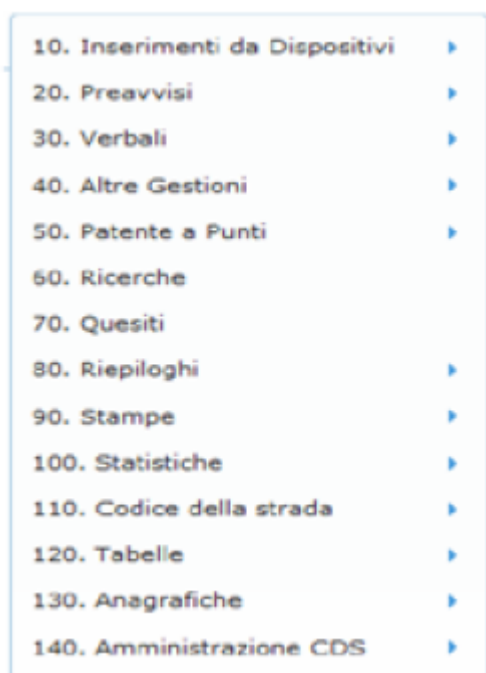 10. Inserimenti da Dispositivi
20. Preavvisi
30. Verbali
40. Altre Gestioni
50. Patente a Punti
60. Ricerche
70. Quesiti
80. Riepiloghi
90. Stampe
100. Statistiche
110. Codice della strada
120. Tabelle
130. Anagrafiche
140. Amministrazione CDS